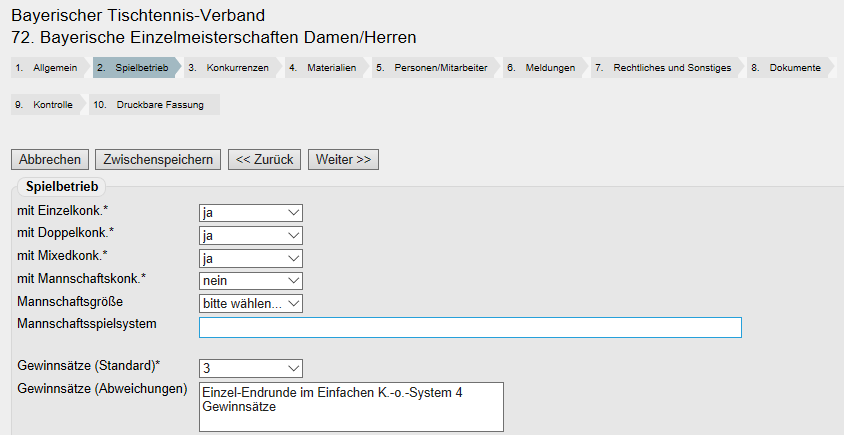 Bayerischer Tischtennis-Verband
72. Bayerische Einzelmeisterschaften Damen/Herren
1. Allgemein 2. Spielbetrieb 3. Konkurrenzen 4. Materialien 5. Personen/Mitarbeiter 6. Meldungen 7. Rechtliches und Sonstiges 8. Dokumente
9. Kontrolle 10. Druckbare Fassung
Abbrechen Zwischenspeichern << Zurück Weiter >>
Spielbetrieb
mit Einzelkonk.* ja
mit Doppelkonk.* ja
mit Mixedkonk.* ja
mit Mannschaftskonk.* nein
Mannschaftsgröße bitte wählen...
Mannschaftsspielsystem
Gewinnsätze (Standard)* 3
Gewinnsätze (Abweichungen) Einzel-Endrunde im Einfachen K.-o.-System 4
Gewinnsätze